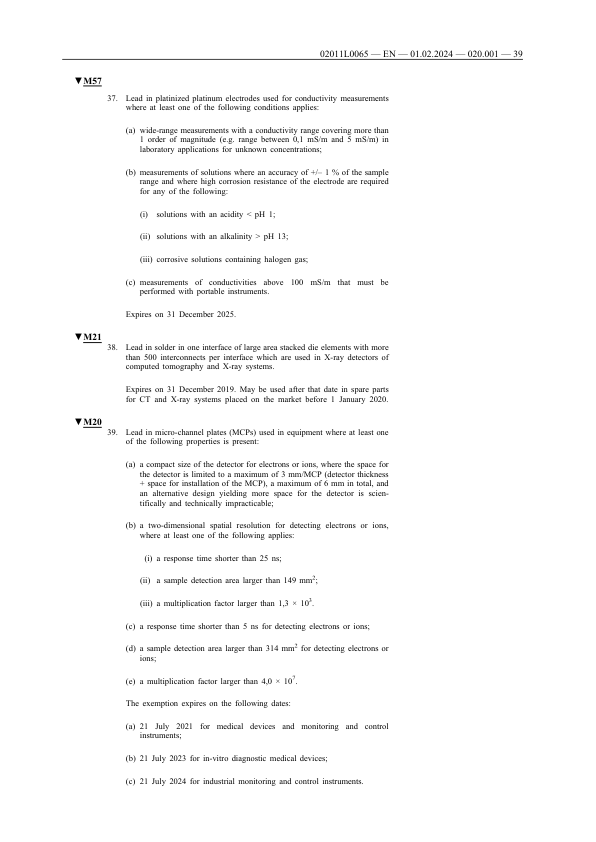 02011L0065 — EN — 01.02.2024 — 020.001 — 39
▼M57
37. Lead in platinized platinum electrodes used for conductivity measurements
where at least one of the following conditions applies:
(a) wide-range measurements with a conductivity range covering more than
1 order of magnitude (e.g. range between 0,1 mS/m and 5 mS/m) in
laboratory applications for unknown concentrations;
(b) measurements of solutions where an accuracy of +/– 1 % of the sample
range and where high corrosion resistance of the electrode are required
for any of the following:
(i) solutions with an acidity < pH 1;
(ii) solutions with an alkalinity > pH 13;
(iii) corrosive solutions containing halogen gas;
(c) measurements of conductivities above 100 mS/m that must be
performed with portable instruments.
Expires on 31 December 2025.
▼M21
38. Lead in solder in one interface of large area stacked die elements with more
than 500 interconnects per interface which are used in X-ray detectors of
computed tomography and X-ray systems.
Expires on 31 December 2019. May be used after that date in spare parts
for CT and X-ray systems placed on the market before 1 January 2020.
▼M20
39. Lead in micro-channel plates (MCPs) used in equipment where at least one
of the following properties is present:
(a) a compact size of the detector for electrons or ions, where the space for
the detector is limited to a maximum of 3 mm/MCP (detector thickness
+ space for installation of the MCP), a maximum of 6 mm in total, and
an alternative design yielding more space for the detector is scien-
tifically and technically impracticable;
(b) a two-dimensional spatial resolution for detecting electrons or ions,
where at least one of the following applies:
(i) a response time shorter than 25 ns;
(ii) a sample detection area larger than 149 mm²;
(iii) a multiplication factor larger than 1,3 × 10³.
(c) a response time shorter than 5 ns for detecting electrons or ions;
(d) a sample detection area larger than 314 mm² for detecting electrons or
ions;
(e) a multiplication factor larger than 4,0 × 10⁷.
The exemption expires on the following dates:
(a) 21 July 2021 for medical devices and monitoring and control
instruments;
(b) 21 July 2023 for in-vitro diagnostic medical devices;
(c) 21 July 2024 for industrial monitoring and control instruments.